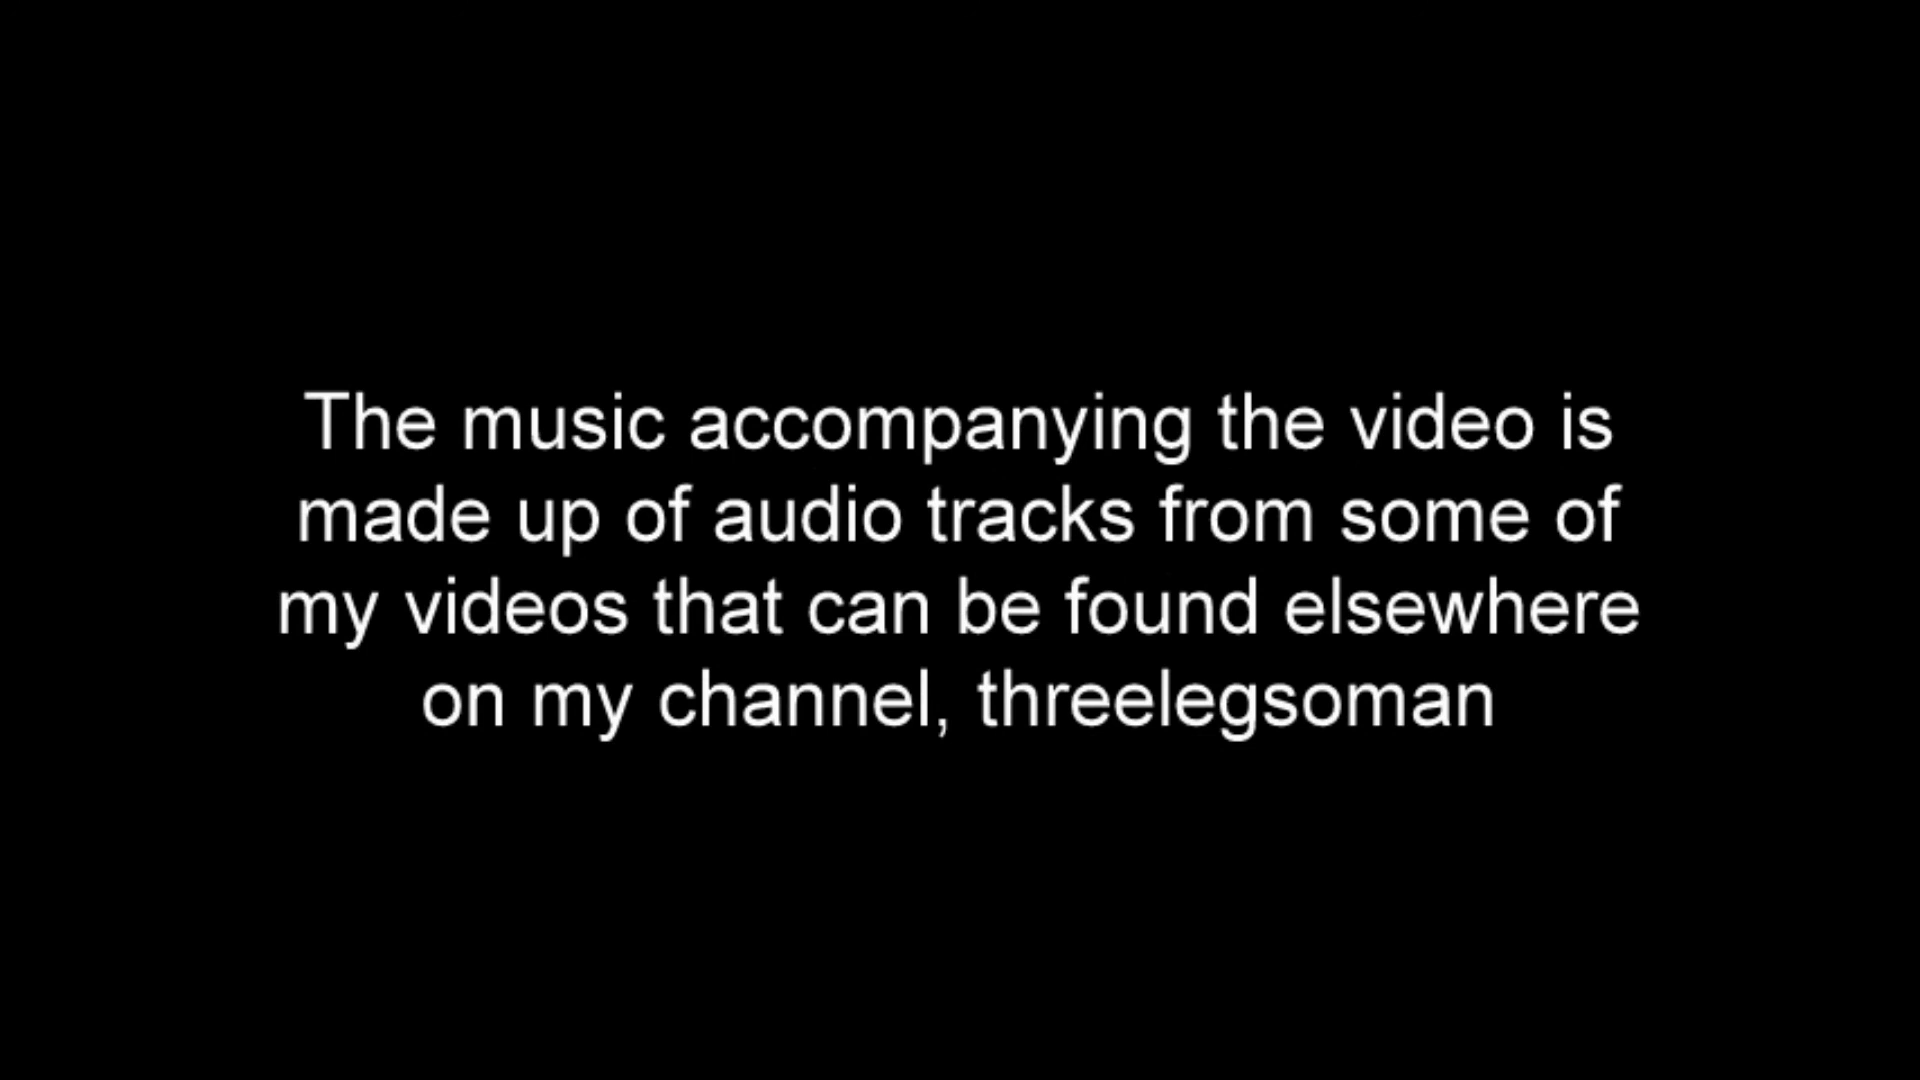 The music accompanying the video is
made up of audio tracks from some of
my videos that can be found elsewhere
on my channel, threelegsoman